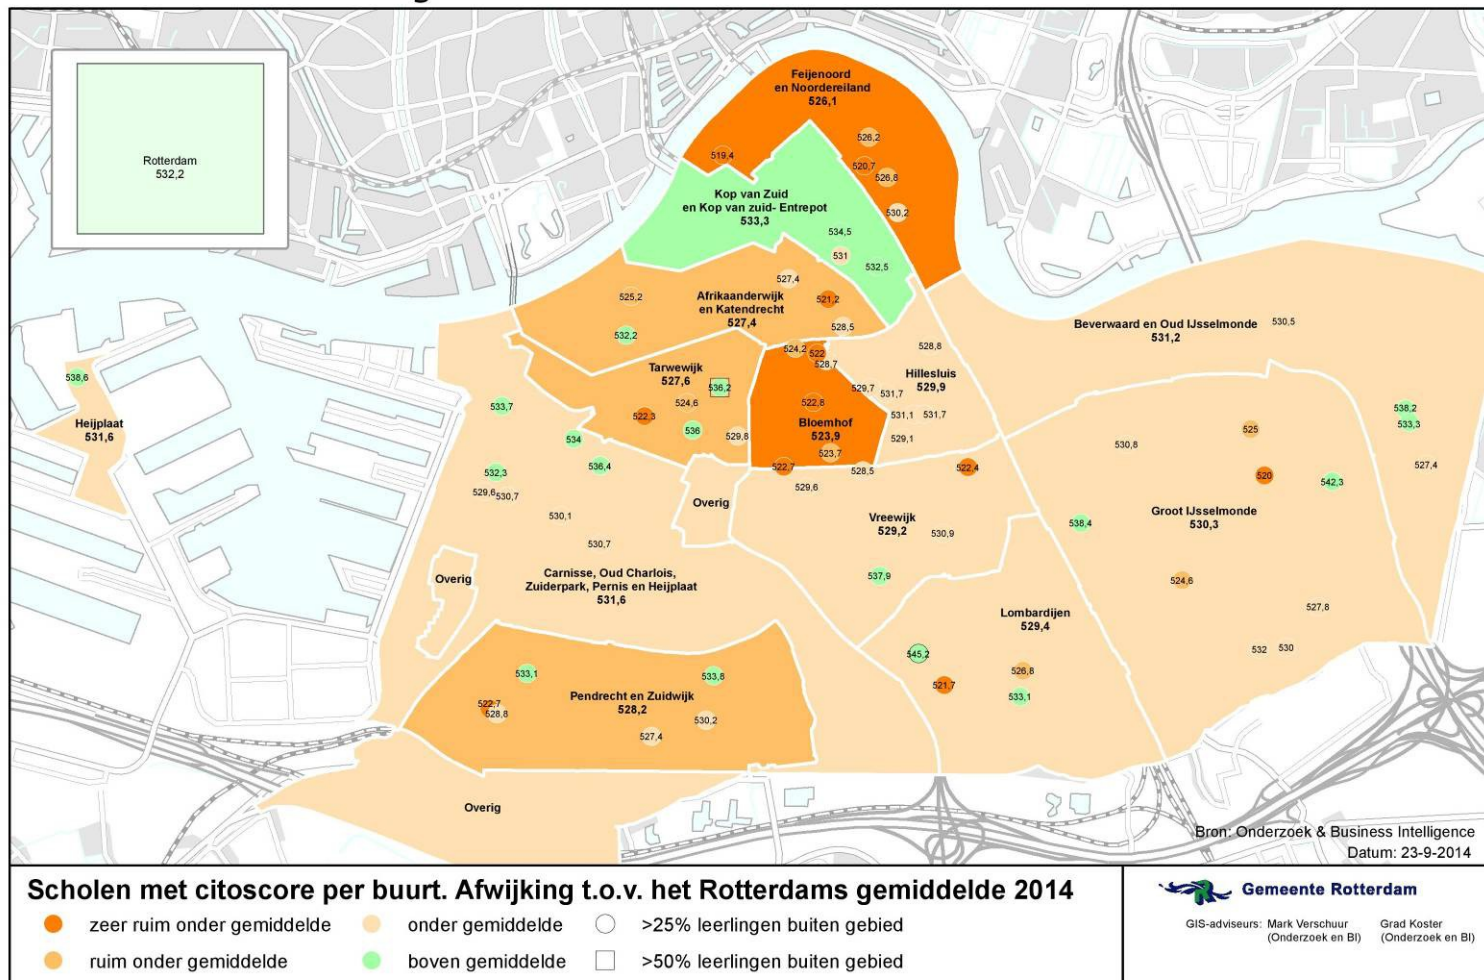 Feijenoord
en Noordereiland
526,1
526,2
519,4
520,7
526,8
530,2
Rotterdam
532,2
Kop van Zuid
en Kop van zuid- Entrepot
533,3
534,5
531
532,5
527,4
525,2
Afrikaanderwijk
en Katendrecht
527,4
521,2
528,5
532,2
Beverwaard en Oud IJsselmonde
531,2
530,5
524,2
522
528,7
528,8
Tarwewijk
527,6
536,2
524,6
522,3
536
529,8
Hillesluis
529,9
529,7
531,7
531,1
531,7
529,1
522,8
Bloemhof
523,9
523,7
522,7
528,5
538,6
Heijplaat
531,6
533,7
534
532,3
536,4
529,6
530,7
530,1
530,7
Overig
529,6
522,4
Vreewijk
529,2
530,9
537,9
538,2
533,3
525
530,8
527,4
520
542,3
Groot IJsselmonde
530,3
538,4
524,6
527,8
532
530
Overig
Carnisse, Oud Charlois,
Zuiderpark, Pernis en Heijplaat
531,6
Lombardijen
529,4
545,2
526,8
521,7
533,1
533,1
533,8
Pendrecht en Zuidwijk
528,2
522,7
528,8
530,2
527,4
Overig
Bron: Onderzoek & Business Intelligence
Datum: 23-9-2014
Scholen met citoscore per buurt. Afwijking t.o.v. het Rotterdams gemiddelde 2014
zeer ruim onder gemiddelde
onder gemiddelde
>25% leerlingen buiten gebied
ruim onder gemiddelde
boven gemiddelde
>50% leerlingen buiten gebied
Gemeente Rotterdam
GIS-adviseurs: Mark Verschuur Grad Koster
(Onderzoek en BI) (Onderzoek en BI)